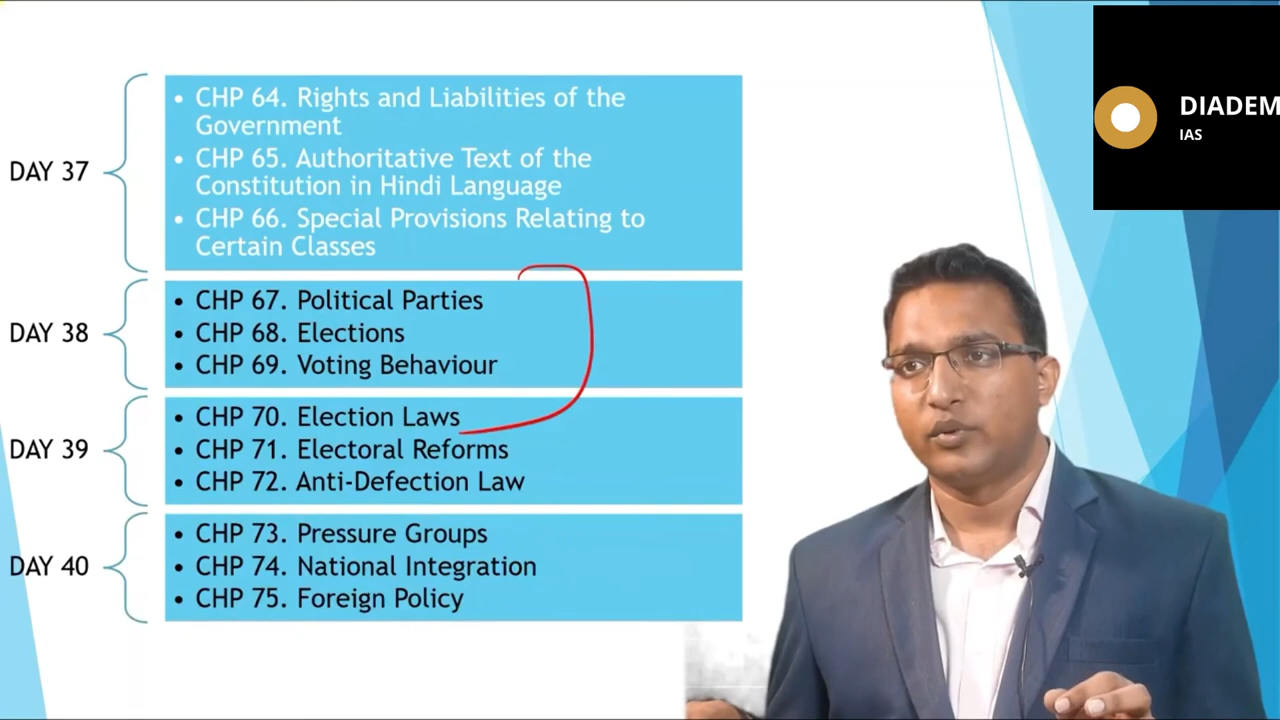 DAY 37
• CHP 64. Rights and Liabilities of the
Government
• CHP 65. Authoritative Text of the
Constitution in Hindi Language
• CHP 66. Special Provisions Relating to
Certain Classes
DAY 38
• CHP 67. Political Parties
• CHP 68. Elections
• CHP 69. Voting Behaviour
DAY 39
• CHP 70. Election Laws
• CHP 71. Electoral Reforms
• CHP 72. Anti-Defection Law
DAY 40
• CHP 73. Pressure Groups
• CHP 74. National Integration
• CHP 75. Foreign Policy
DIADEM
IAS